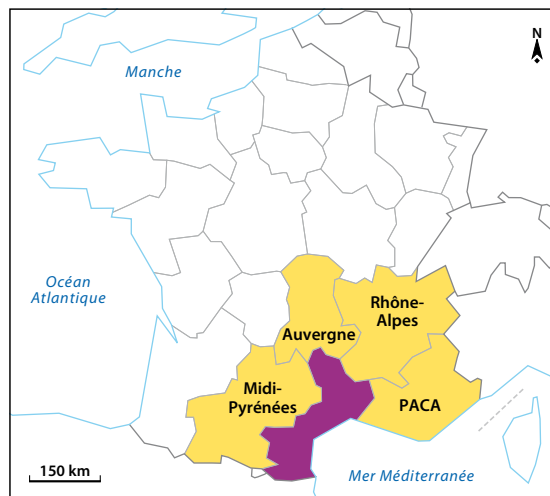 N
Manche
Océan
Atlantique
Rhône-
Alpes
Auvergne
Midi-
Pyrénées
PACA
150 km
Mer Méditerranée